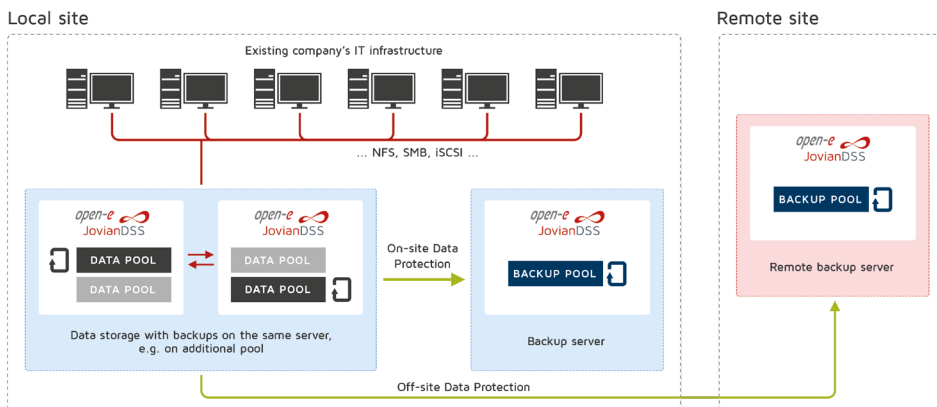 Local site
Remote site
Existing company's IT infrastructure
... NFS, SMB, iSCSI ...
open-e
JovianDSS
DATA POOL
DATA POOL
open-e
JovianDSS
DATA POOL
DATA POOL
Data storage with backups on the same server,
e.g. on additional pool
On-site Data
Protection
open-e
JovianDSS
BACKUP POOL
Backup server
open-e
JovianDSS
BACKUP POOL
Remote backup server
Off-site Data Protection